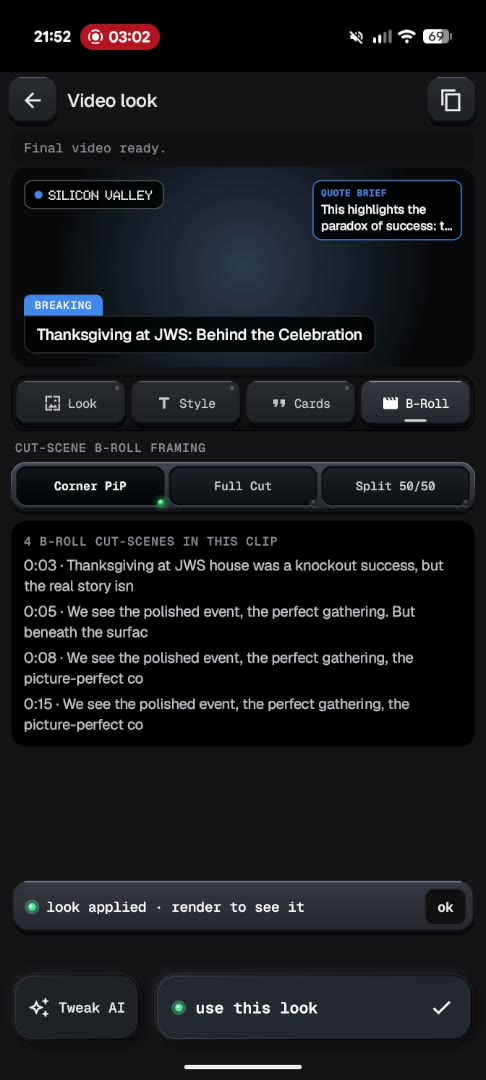 21:52
03:02
69
Video look
Final video ready.
SILICON VALLEY
QUOTE BRIEF
This highlights the
paradox of success: t…
BREAKING
Thanksgiving at JWS: Behind the Celebration
Look
Style
Cards
B-Roll
CUT-SCENE B-ROLL FRAMING
Corner PiP
Full Cut
Split 50/50
4 B-ROLL CUT-SCENES IN THIS CLIP
0:03 · Thanksgiving at JWS house was a knockout success, but
the real story isn
0:05 · We see the polished event, the perfect gathering. But
beneath the surfac
0:08 · We see the polished event, the perfect gathering, the
picture-perfect co
0:15 · We see the polished event, the perfect gathering, the
picture-perfect co
look applied · render to see it
ok
Tweak AI
use this look